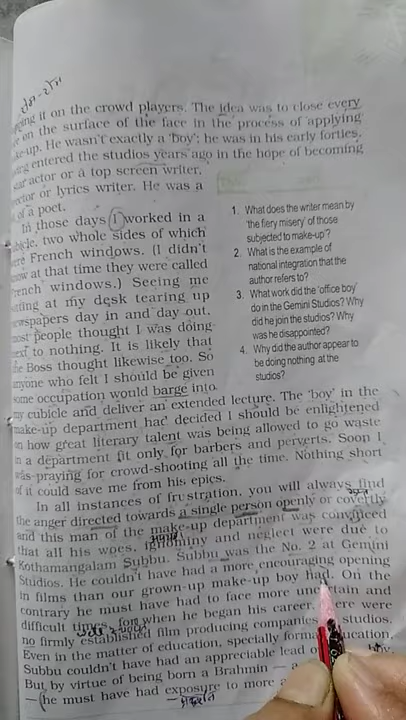 ing it on the crowd players. The idea was to close every
on the surface of the face in the process of applying
up. He wasn't exactly a 'boy'; he was in his early forties,
entered the studios years ago in the hope of becoming
actor or a top screen writer,
or lyrics writer. He was a
of a poet.
In those days I worked in a
two whole sides of which
French windows. (I didn't
at that time they were called
windows.) Seeing me
at my desk tearing up
newspapers day in and day out,
most people thought I was doing
to nothing. It is likely that
the Boss thought likewise too. So
anyone who felt I should be given
some occupation would barge into
1. What does the writer mean by
'the fiery misery' of those
subjected to make-up'?
2. What is the example of
national integration that the
author refers to?
3. What work did the 'office boy'
do in the Gemini Studios? Why
did he join the studios? Why
was he disappointed?
4. Why did the author appear to
be doing nothing at the
studios?
my cubicle and deliver an extended lecture. The 'boy' in the
make-up department had decided I should be enlightened
on how great literary talent was being allowed to go waste
in a department fit only for barbers and perverts. Soon I
was praying for crowd-shooting all the time. Nothing short
of it could save me from his epics.
In all instances of frustration, you will always find
the anger directed towards a single person openly or covertly
and this man of the make-up department was convinced
that all his woes, ignominy and neglect were due to
Kothamangalam Subbu. Subbu was the No. 2 at Gemini
Studios. He couldn't have had a more encouraging opening
in films than our grown-up make-up boy had. On the
contrary he must have had to face more and
difficult times, for when he began his career, were
no firmly established film producing companies studios.
Even in the matter of education, specially formal education,
Subbu couldn't have had an appreciable lead
But by virtue of being born a Brahmin —
— he must have had exposure to more